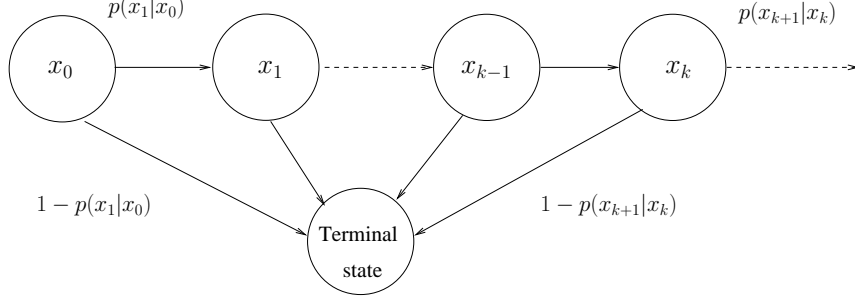 p(x₁|x₀)
p(xₖ₊₁|xₖ)
x₀
x₁
xₖ₋₁
xₖ
1 − p(x₁|x₀)
1 − p(xₖ₊₁|xₖ)
Terminal
state